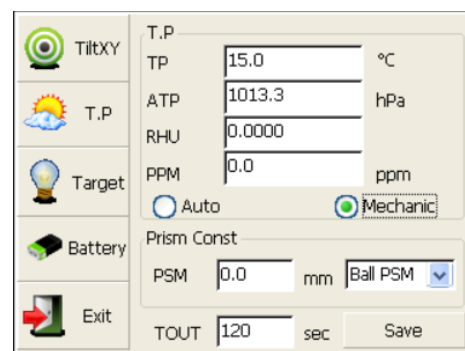 TiltXY
T.P
Target
Battery
Exit
T.P
TP 15.0 °C
ATP 1013.3 hPa
RHU 0.0000
PPM 0.0 ppm
Auto Mechanic
Prism Const
PSM 0.0 mm Ball PSM
TOUT 120 sec Save